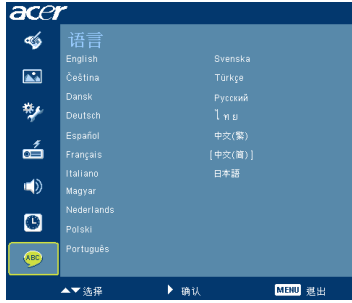 acer
语言
English
Čeština
Dansk
Deutsch
Español
Français
Italiano
Magyar
Nederlands
Polski
Português
Svenska
Türkçe
Русский
ไทย
中文(繁)
[中文(简)]
日本語
ABC
▲▼选择 ▶ 确认 MENU 退出